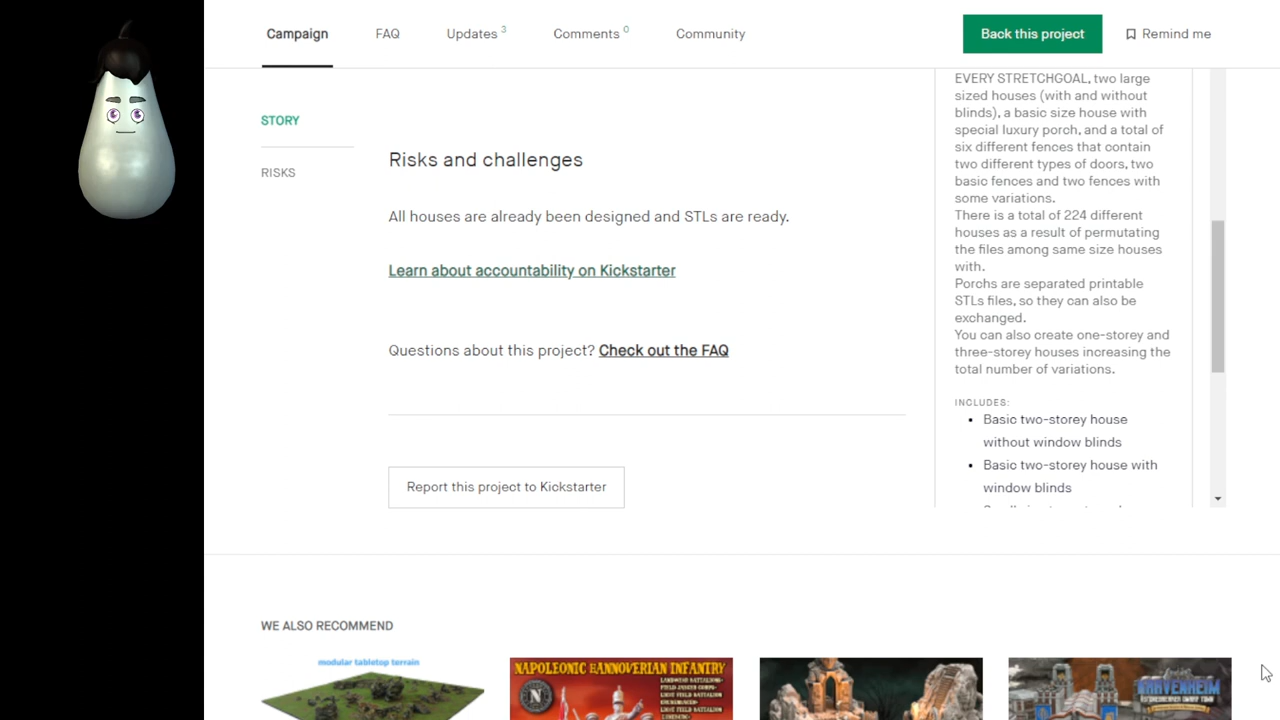 Campaign
FAQ
Updates 3
Comments 0
Community
Back this project
Remind me
STORY
RISKS
Risks and challenges
All houses are already been designed and STLs are ready.
Learn about accountability on Kickstarter
Questions about this project? Check out the FAQ
Report this project to Kickstarter
EVERY STRETCHGOAL, two large
sized houses (with and without
blinds), a basic size house with
special luxury porch, and a total of
six different fences that contain
two different types of doors, two
basic fences and two fences with
some variations.
There is a total of 224 different
houses as a result of permutating
the files among same size houses
with.
Porchs are separated printable
STLs files, so they can also be
exchanged.
You can also create one-storey and
three-storey houses increasing the
total number of variations.
INCLUDES:
• Basic two-storey house
without window blinds
• Basic two-storey house with
window blinds
WE ALSO RECOMMEND
modular tabletop terrain
NAPOLEONIC HANNOVERIAN INFANTRY
N